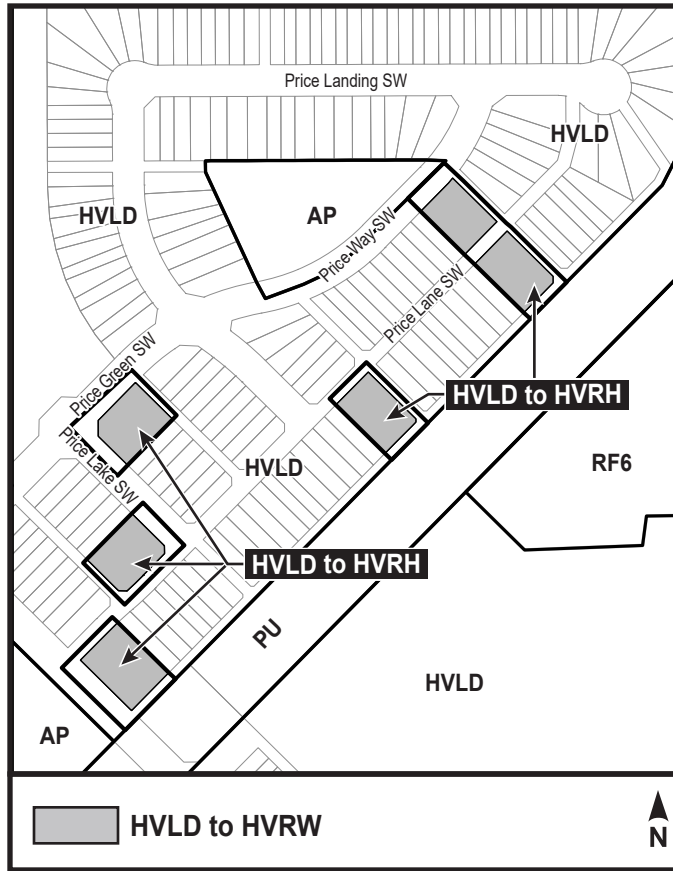 Price Landing SW
HVLD
HVLD
AP
Price Way SW
Price Lane SW
Price Green SW
HVLD to HVRH
Price Lake SW
HVLD
RF6
HVLD to HVRH
PU
HVLD
AP
HVLD to HVRW
N